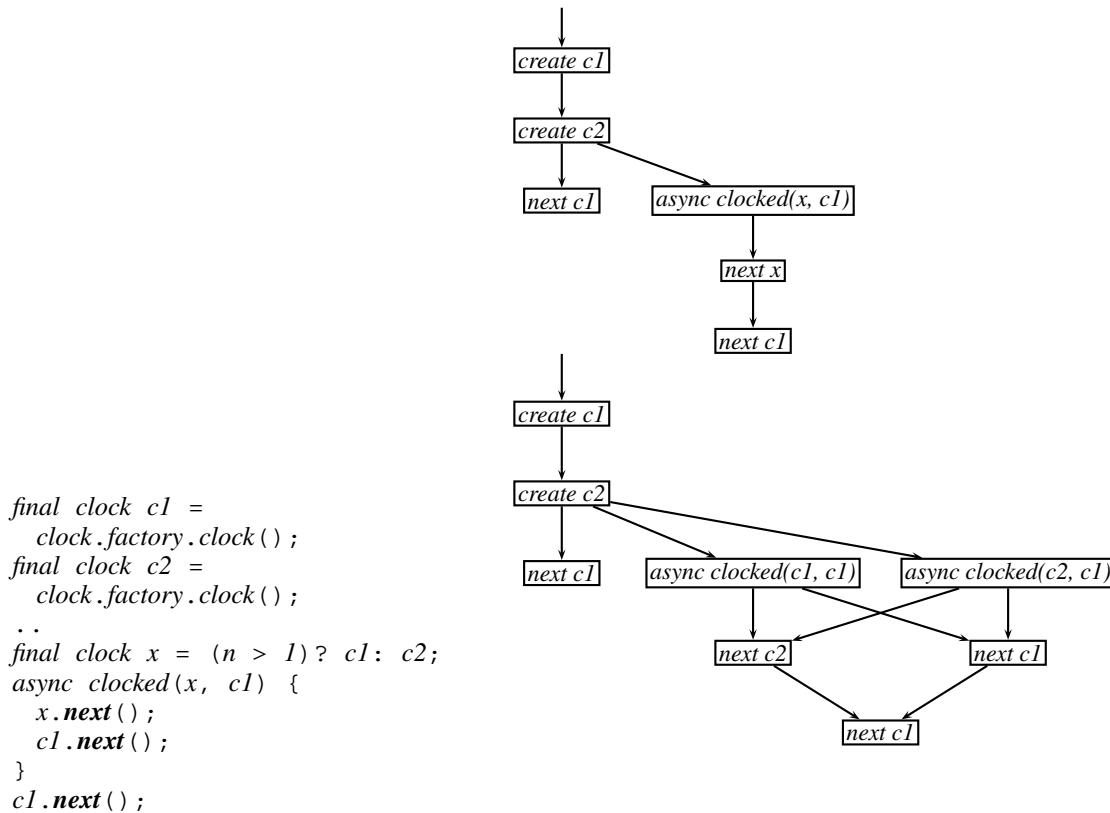 create c1
create c2
next c1
async clocked(x, c1)
next x
next c1
create c1
create c2
next c1
async clocked(c1, c1)
async clocked(c2, c1)
next c2
next c1
next c1
final clock c1 =
clock.factory.clock();
final clock c2 =
clock.factory.clock();
..
final clock x = (n > 1)? c1: c2;
async clocked(x, c1) {
x.next();
c1.next();
}
c1.next();